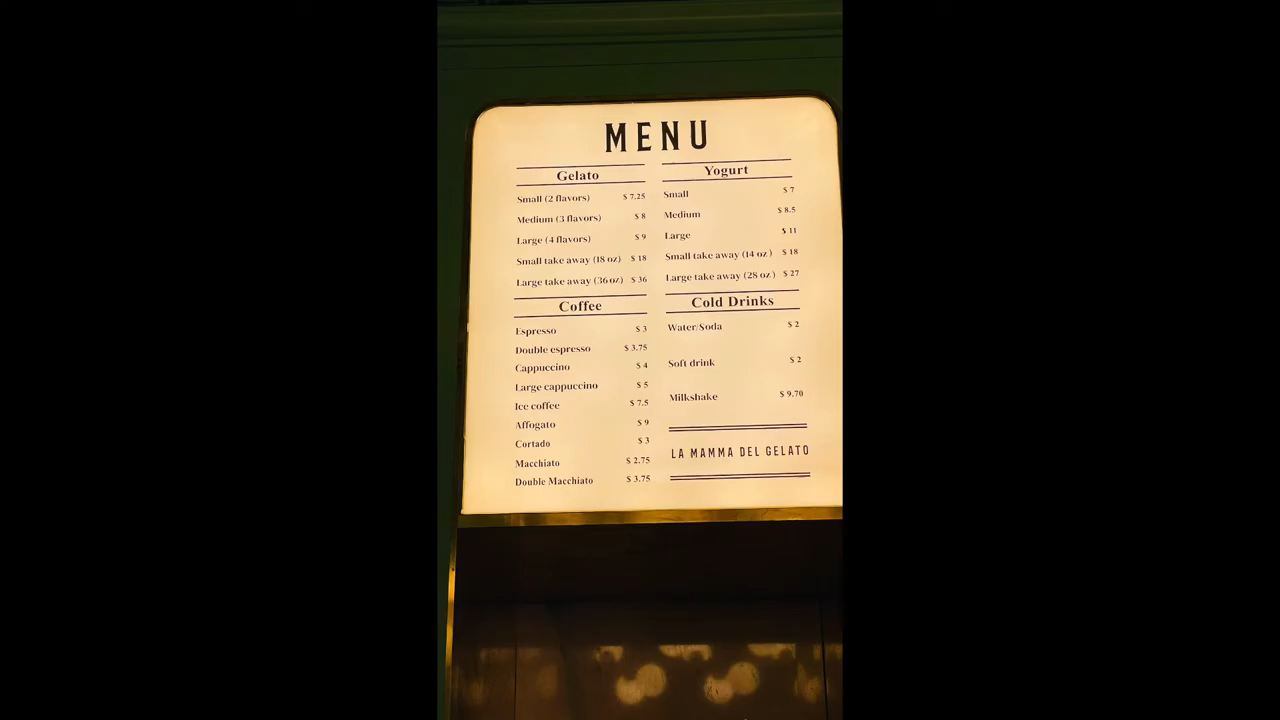 MENU
Gelato
Small (2 flavors) $ 7.25
Medium (3 flavors) $ 8
Large (4 flavors) $ 9
Small take away (18 oz) $ 18
Large take away (36 oz) $ 36
Coffee
Espresso $ 3
Double espresso $ 3.75
Cappuccino $ 4
Large cappuccino $ 5
Ice coffee $ 7.5
Affogato $ 9
Cortado $ 3
Macchiato $ 2.75
Double Macchiato $ 3.75
Yogurt
Small $ 7
Medium $ 8.5
Large $ 11
Small take away (14 oz) $ 18
Large take away (28 oz) $ 27
Cold Drinks
Water/Soda $ 2
Soft drink $ 2
Milkshake $ 9.70
LA MAMMA DEL GELATO